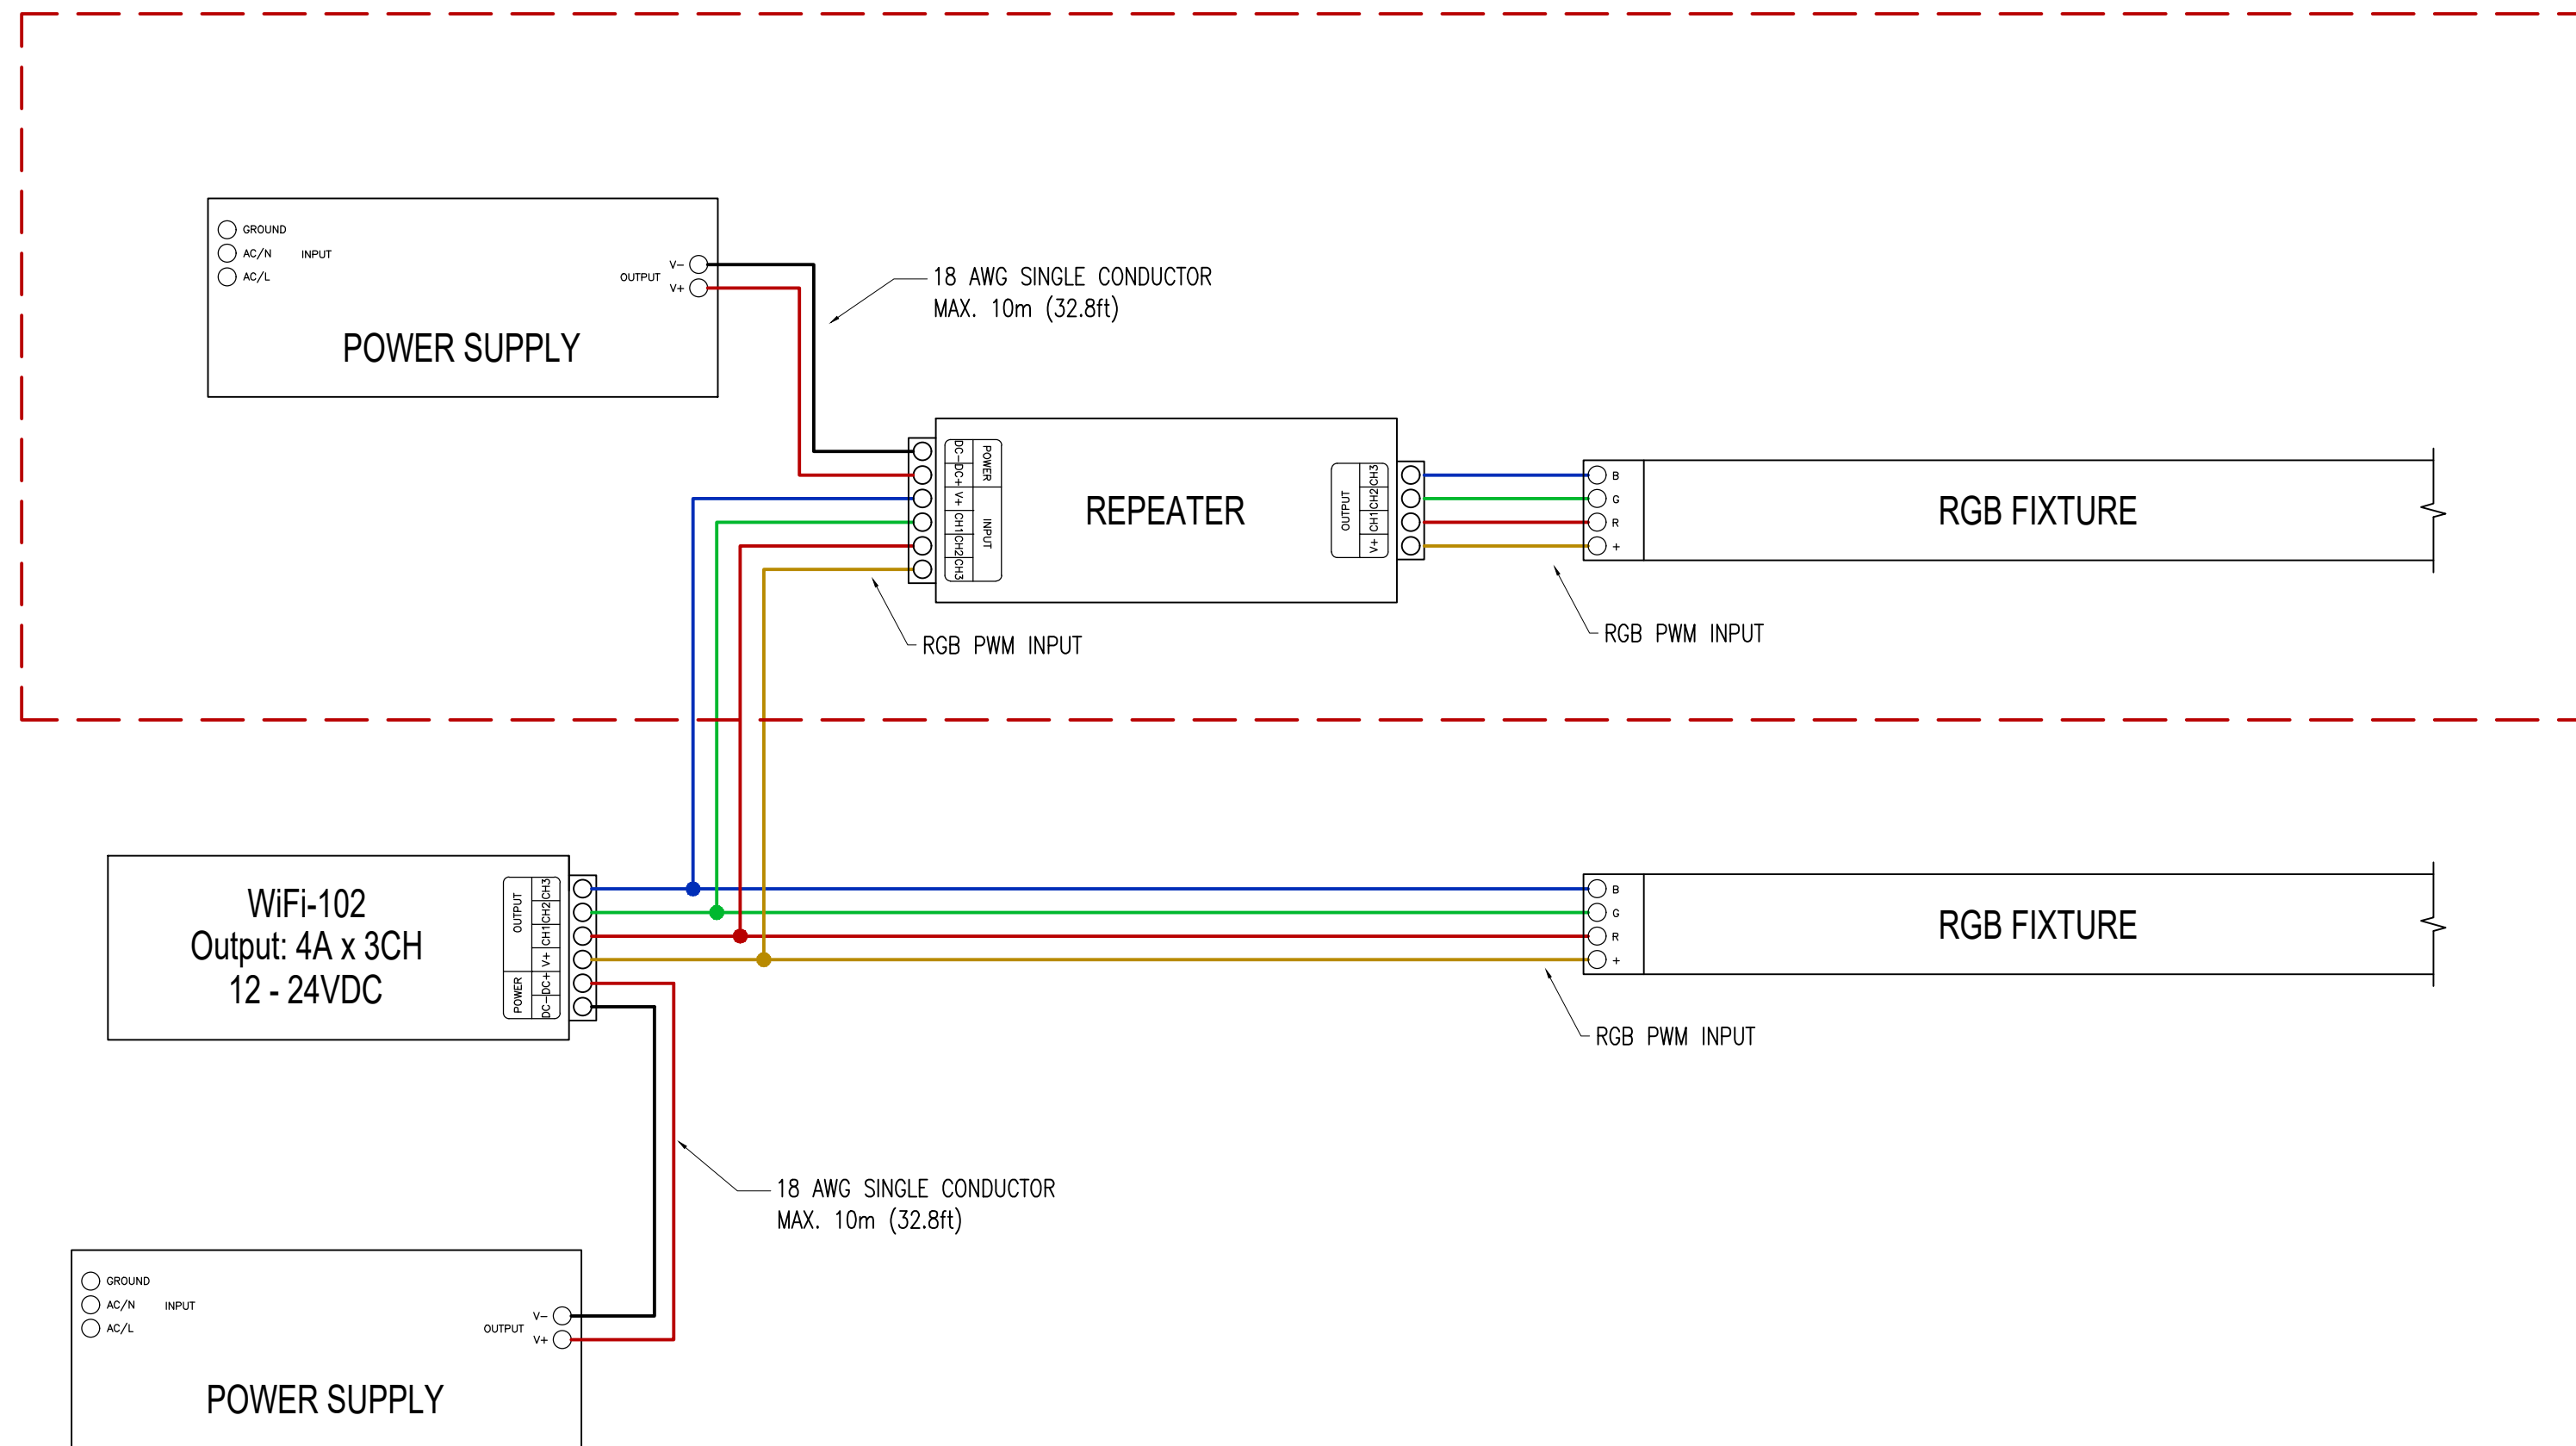 GROUND
AC/N INPUT
AC/L
OUTPUT
V-
V+
POWER SUPPLY
18 AWG SINGLE CONDUCTOR
MAX. 10m (32.8ft)
DC-
DC+
V+
CH1
CH2
CH3
POWER
INPUT
REPEATER
OUTPUT
CH3
CH2
CH1
V+
B
G
R
+
RGB FIXTURE
RGB PWM INPUT
RGB PWM INPUT
WiFi-102
Output: 4A x 3CH
12 - 24VDC
OUTPUT
POWER
CH3
CH2
CH1
V+
DC+
DC-
B
G
R
+
RGB FIXTURE
RGB PWM INPUT
18 AWG SINGLE CONDUCTOR
MAX. 10m (32.8ft)
GROUND
AC/N INPUT
AC/L
OUTPUT
V-
V+
POWER SUPPLY